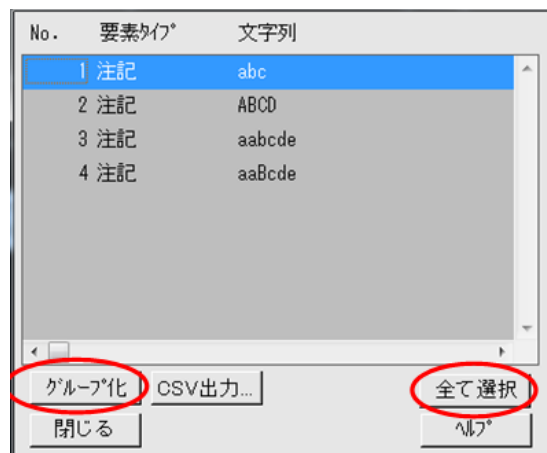 No. 要素ﾀｲﾌﾟ 文字列
1 注記 abc
2 注記 ABCD
3 注記 aabcde
4 注記 aaBcde
ｸﾞﾙｰﾌﾟ化 CSV出力... 全て選択
閉じる ﾍﾙﾌﾟ